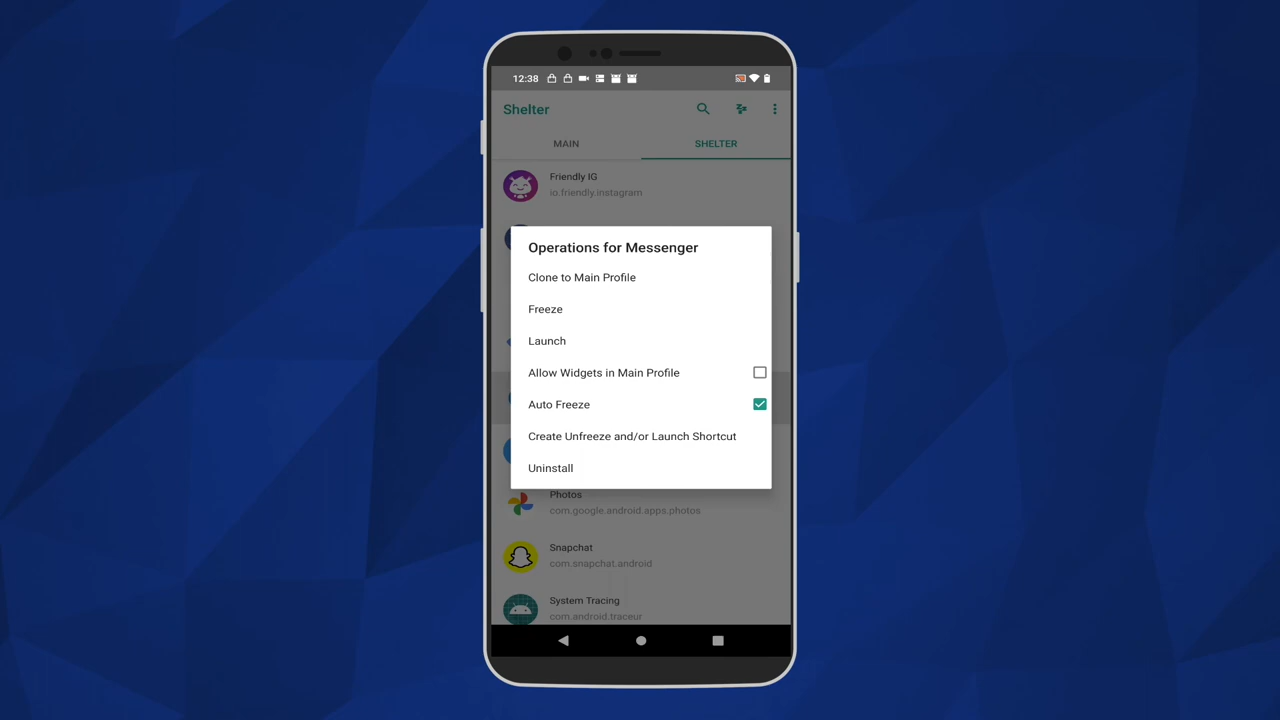 12:38
Shelter
MAIN
SHELTER
Friendly IG
io.friendly.instagram
Operations for Messenger
Clone to Main Profile
Freeze
Launch
Allow Widgets in Main Profile
Auto Freeze
Create Unfreeze and/or Launch Shortcut
Uninstall
Photos
com.google.android.apps.photos
Snapchat
com.snapchat.android
System Tracing
com.android.traceur